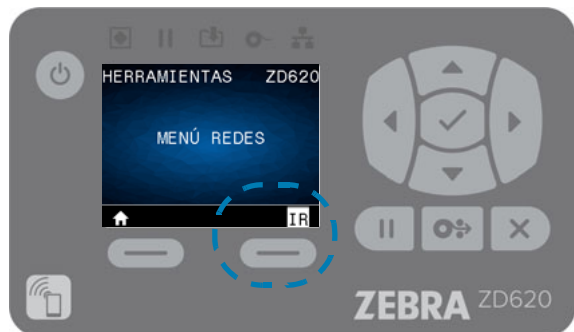 HERRAMIENTAS ZD620
MENÚ REDES
IR
ZEBRA ZD620